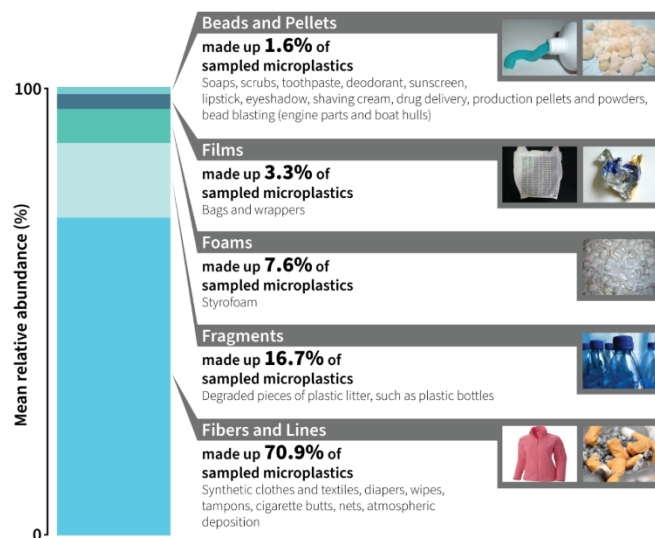 Beads and Pellets
made up 1.6% of
sampled microplastics
Soaps, scrubs, toothpaste, deodorant, sunscreen,
lipstick, eyeshadow, shaving cream, drug delivery, production pellets and powders,
bead blasting (engine parts and boat hulls)
Films
made up 3.3% of
sampled microplastics
Bags and wrappers
Foams
made up 7.6% of
sampled microplastics
Styrofoam
Fragments
made up 16.7% of
sampled microplastics
Degraded pieces of plastic litter, such as plastic bottles
Fibers and Lines
made up 70.9% of
sampled microplastics
Synthetic clothes and textiles, diapers, wipes,
tampons, cigarette butts, nets, atmospheric
deposition
100
Mean relative abundance (%)
0